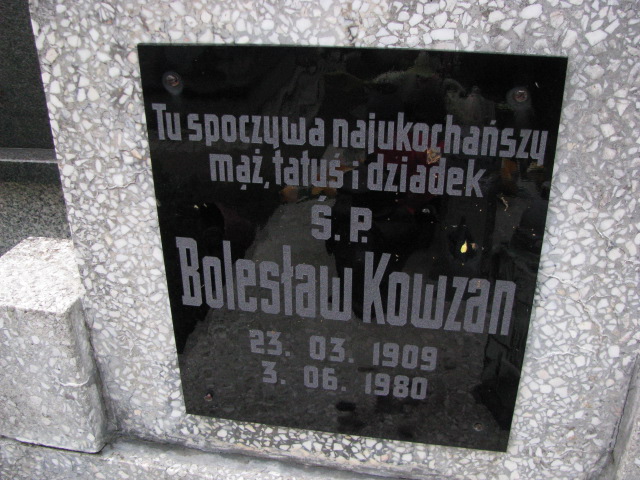 Tu spoczywa najukochańszy
mąż, tatuś i dziadek
Ś. P.
Bolesław Kowzan
23. 03. 1909
3. 06. 1980